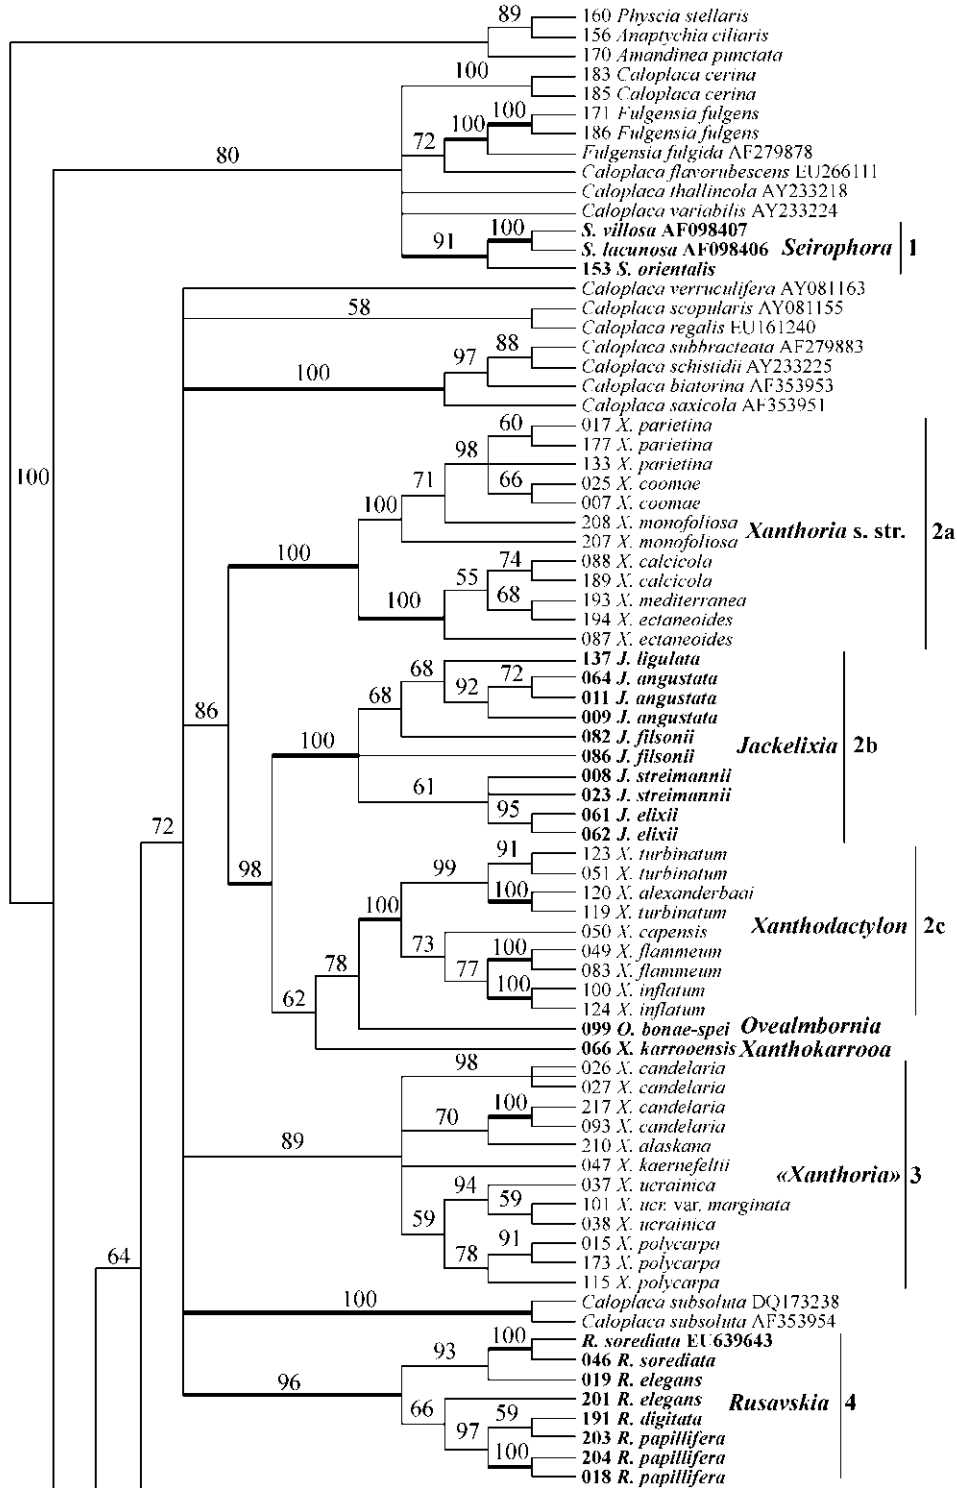 89
160 Physcia stellaris
156 Anaptychia ciliaris
170 Amandinea punctata
100
183 Caloplaca cerina
185 Caloplaca cerina
100
171 Fulgensia fulgens
100
186 Fulgensia fulgens
72
Fulgensia fulgida AF279878
80
Caloplaca flavorubescens EU266111
Caloplaca thallincola AY233218
Caloplaca variabilis AY233224
100
S. villosa AF098407
91
S. lacunosa AF098406 Seirophora 1
153 S. orientalis
Caloplaca verruculifera AY081163
58
Caloplaca scopularis AY081155
Caloplaca regalis EU161240
88
Caloplaca subbracteata AF279883
97
Caloplaca schistidii AY233225
100
Caloplaca biatorina AF353953
Caloplaca saxicola AF353951
60
017 X. parietina
177 X. parietina
98
133 X. parietina
100
71
66
025 X. coomae
007 X. coomae
100
208 X. monofoliosa
Xanthoria s. str. 2a
207 X. monofoliosa
100
74
088 X. calcicola
55
189 X. calcicola
100
68
193 X. mediterranea
194 X. ectaneoides
087 X. ectaneoides
68
137 J. ligulata
72
064 J. angustata
68
92
011 J. angustata
86
009 J. angustata
100
082 J. filsonii
Jackelixia 2b
086 J. filsonii
61
008 J. streimannii
023 J. streimannii
95
061 J. elixii
72
062 J. elixii
91
123 X. turbinatum
98
99
051 X. turbinatum
100
120 X. alexanderbaai
100
119 X. turbinatum
Xanthodactylon 2c
73
050 X. capensis
100
049 X. flammeum
78
77
083 X. flammeum
100
100 X. inflatum
62
124 X. inflatum
099 O. bonae-spei Ovealmbornia
066 X. karrooensis Xanthokarrooa
98
026 X. candelaria
027 X. candelaria
100
217 X. candelaria
70
093 X. candelaria
89
210 X. alaskana
047 X. kaernefeltii
«Xanthoria» 3
94
037 X. ucrainica
59
101 X. ucr. var. marginata
59
038 X. ucrainica
91
015 X. polycarpa
64
78
173 X. polycarpa
115 X. polycarpa
100
Caloplaca subsoluta DQ173238
Caloplaca subsoluta AF353954
100
R. sorediata EU639643
93
046 R. sorediata
96
019 R. elegans
66
201 R. elegans
Rusavskia 4
59
191 R. digitata
97
203 R. papillifera
100
204 R. papillifera
018 R. papillifera